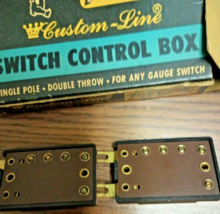 Custom-Line®
SWITCH CONTROL BOX
INGLE POLE • DOUBLE THROW • FOR ANY GAUGE SWITCH